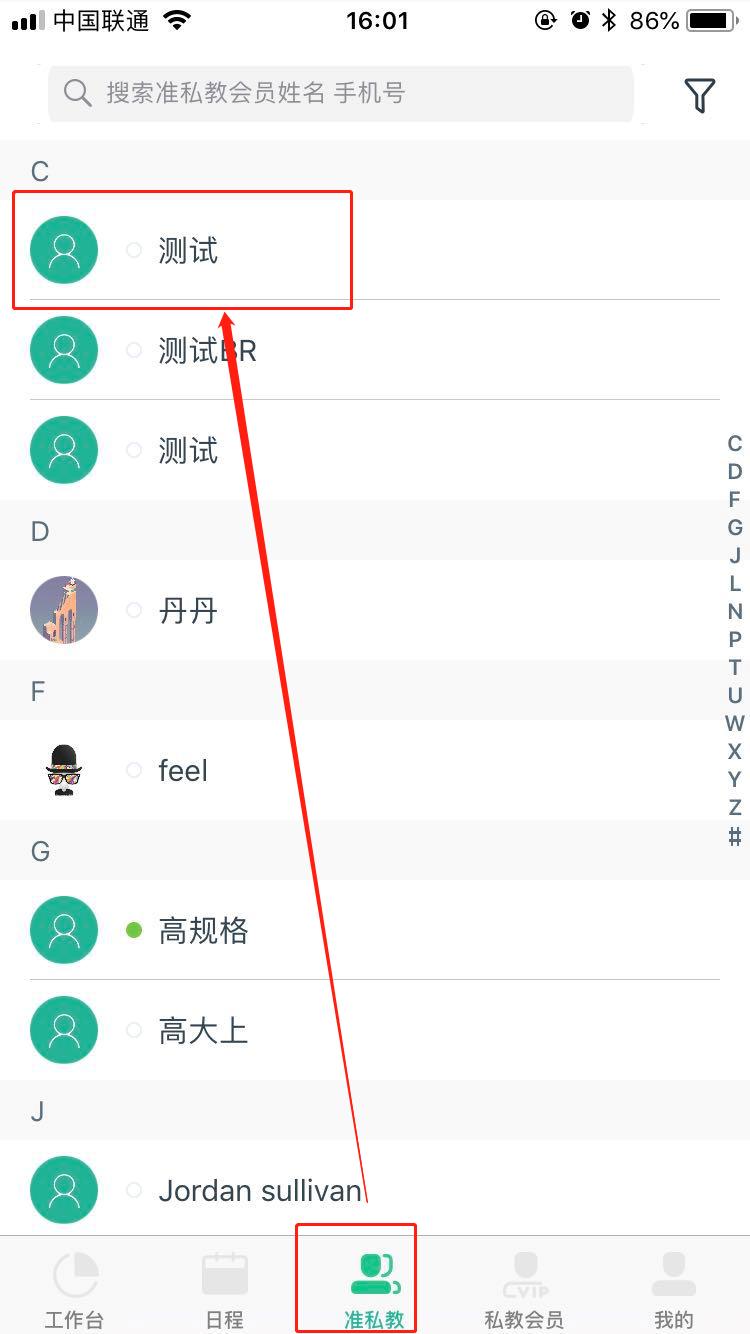 中国联通 16:01 86%
搜索准私教会员姓名 手机号
C
测试
测试BR
测试
D
丹丹
F
feel
G
高规格
高大上
J
Jordan sullivan
C
D
F
G
J
L
N
P
T
U
W
X
Y
Z
#
VIP
工作台 日程 准私教 私教会员 我的